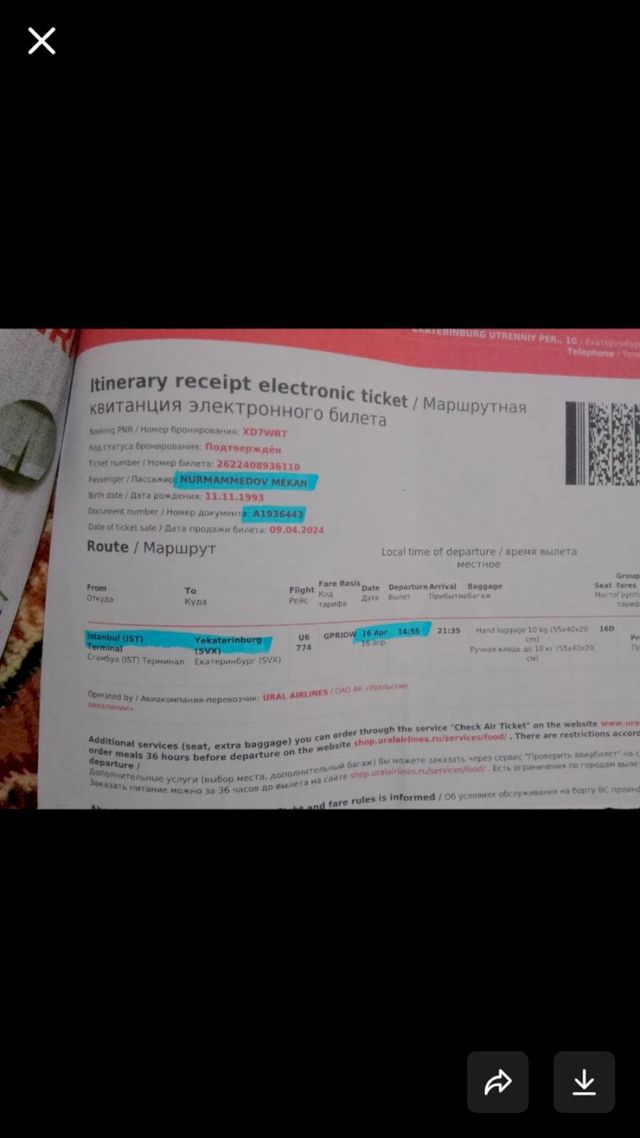 EKATERINBURG UTRENNIY PER., 1G /
Telephone /
Itinerary receipt electronic ticket / Маршрутная
квитанция электронного билета
Booking PNR / Номер бронирования: XD7WRT
Код статуса бронирования: Подтверждён
Ticket number / Номер билета: 2622408936110
Passenger / Пассажир: NURMAMMEDOV MEKAN
Birth date / Дата рождения: 11.11.1993
Document number / Номер документа: A1936443
Date of ticket sale / Дата продажи билета: 09.04.2024
Route / Маршрут
Local time of departure / время вылета
местное
From To Flight Fare Basis Date Departure Arrival Baggage Seat Group fares
Откуда Куда Рейс Код тарифа Дата Вылет Прибытие Багаж Место
Istanbul (IST) Yekaterinburg U6 GPRIOW 16 Apr 14:55 21:35 Hand luggage 10 kg (55x40x20 16D
Terminal (SVX) 774 16 апр. cm)
Стамбул (IST) Терминал Екатеринбург (SVX) Ручная кладь до 10 кг (55x40x20
см)
Operated by / Авиакомпания-перевозчик: URAL AIRLINES / ОАО АК «Уральские
авиалинии»
Additional services (seat, extra baggage) you can order through the service "Check Air Ticket" on the website
order meals 36 hours before departure on the website shop.uralairlines.ru/services/food/ . There are restrictions
departure /
Дополнительные услуги (выбор места, дополнительный багаж) Вы можете заказать через сервис "Проверить авиабилет" на
Заказать питание можно за 36 часов до вылета на сайте shop.uralairlines.ru/services/food/ . Есть ограничения по городам
and fare rules is informed / Об условиях обслуживания на борту ВС